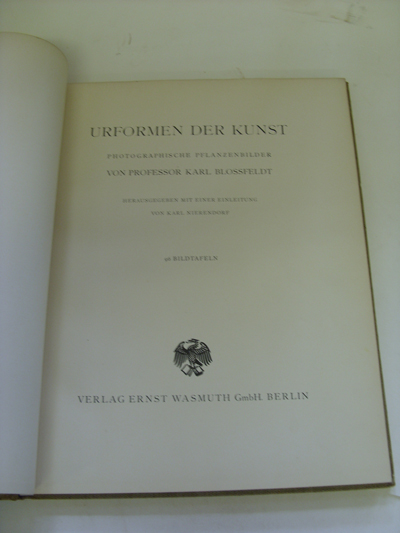 URFORMEN DER KUNST
PHOTOGRAPHISCHE PFLANZENBILDER
VON PROFESSOR KARL BLOSSFELDT
HERAUSGEGEBEN MIT EINER EINLEITUNG
VON KARL NIERENDORF
96 BILDTAFELN
VERLAG ERNST WASMUTH GmbH. BERLIN